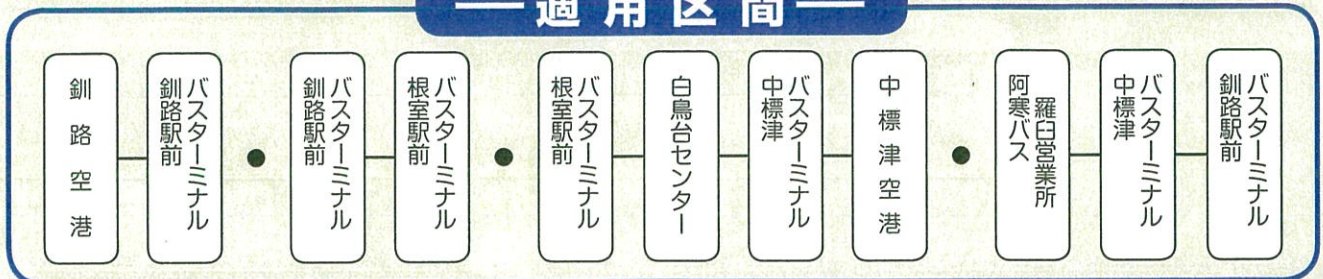 適用区間
釧路空港
釧路駅前
バスターミナル
釧路駅前
バスターミナル
根室駅前
バスターミナル
根室駅前
バスターミナル
白鳥台センター
中標津
バスターミナル
中標津空港
阿寒バス
羅臼営業所
中標津
バスターミナル
釧路駅前
バスターミナル